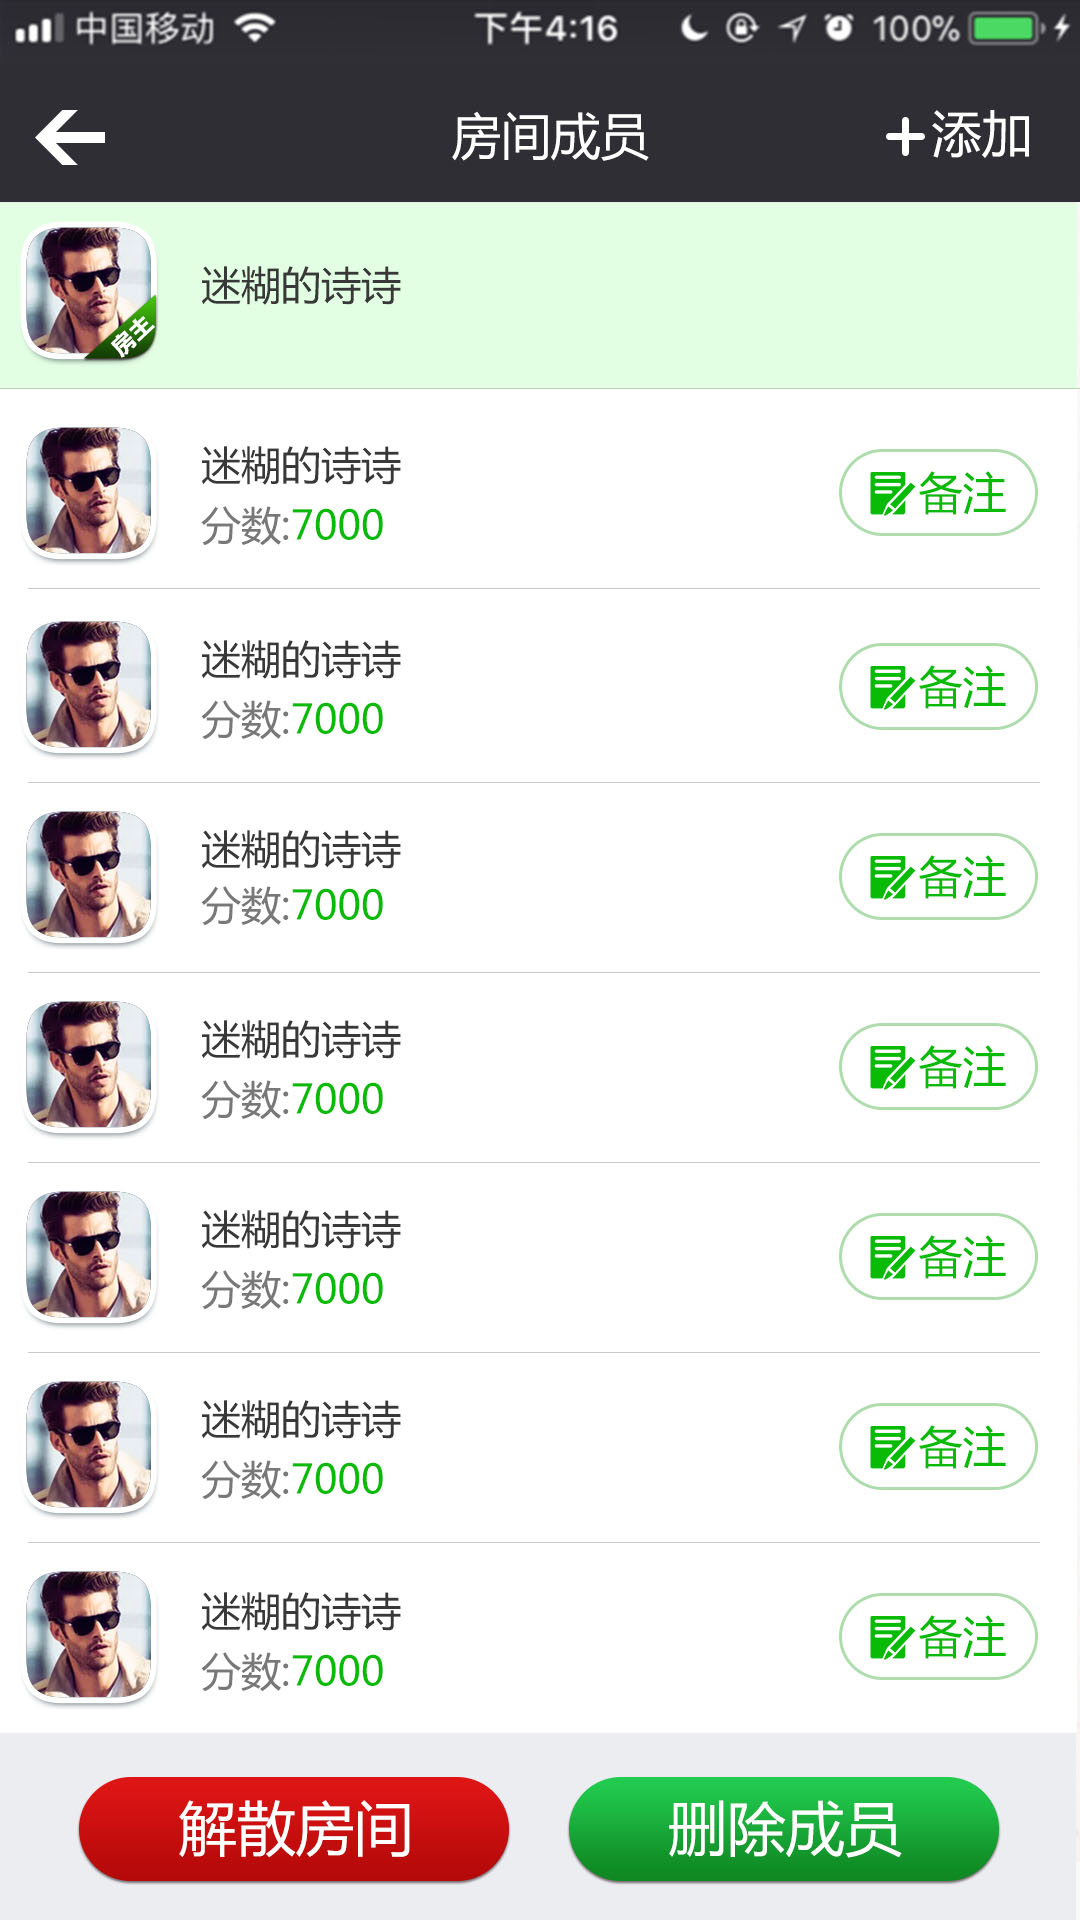 中国移动 下午4:16 100%
房间成员 +添加
迷糊的诗诗
房主
迷糊的诗诗
分数:7000
备注
迷糊的诗诗
分数:7000
备注
迷糊的诗诗
分数:7000
备注
迷糊的诗诗
分数:7000
备注
迷糊的诗诗
分数:7000
备注
迷糊的诗诗
分数:7000
备注
迷糊的诗诗
分数:7000
备注
解散房间 删除成员